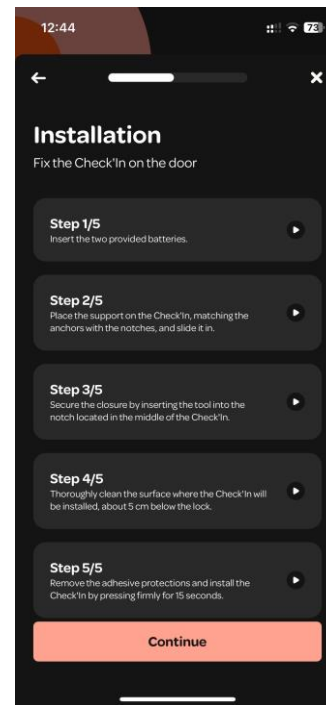 12:44
73
Installation
Fix the Check'In on the door
Step 1/5
Insert the two provided batteries.
Step 2/5
Place the support on the Check'In, matching the
anchors with the notches, and slide it in.
Step 3/5
Secure the closure by inserting the tool into the
notch located in the middle of the Check'In.
Step 4/5
Thoroughly clean the surface where the Check'In will
be installed, about 5 cm below the lock.
Step 5/5
Remove the adhesive protections and install the
Check'In by pressing firmly for 15 seconds.
Continue